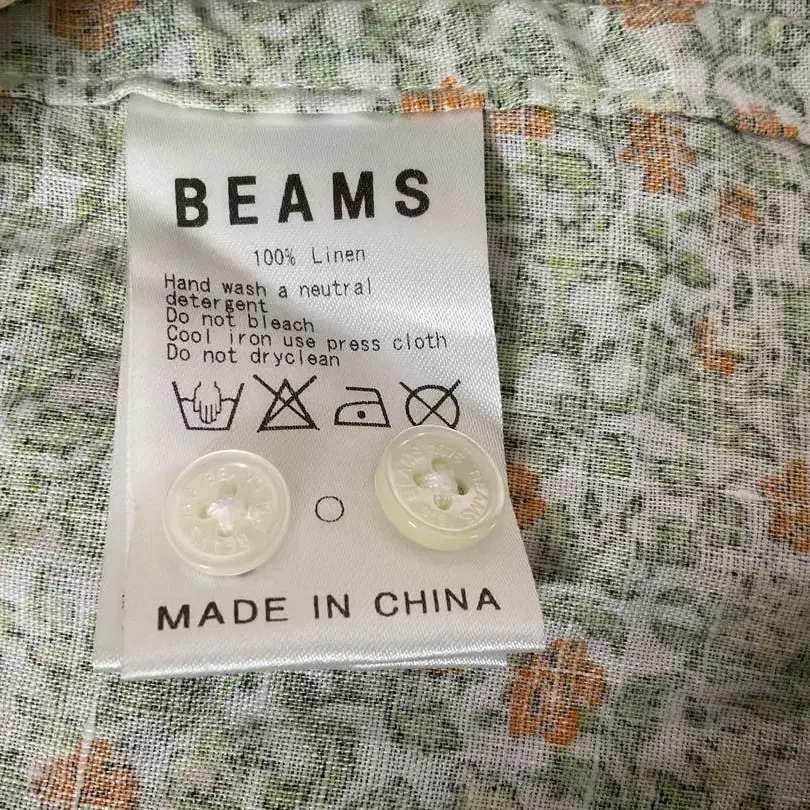 BEAMS
100% Linen
Hand wash a neutral
detergent
Do not bleach
Cool iron use press cloth
Do not dryclean
MADE IN CHINA